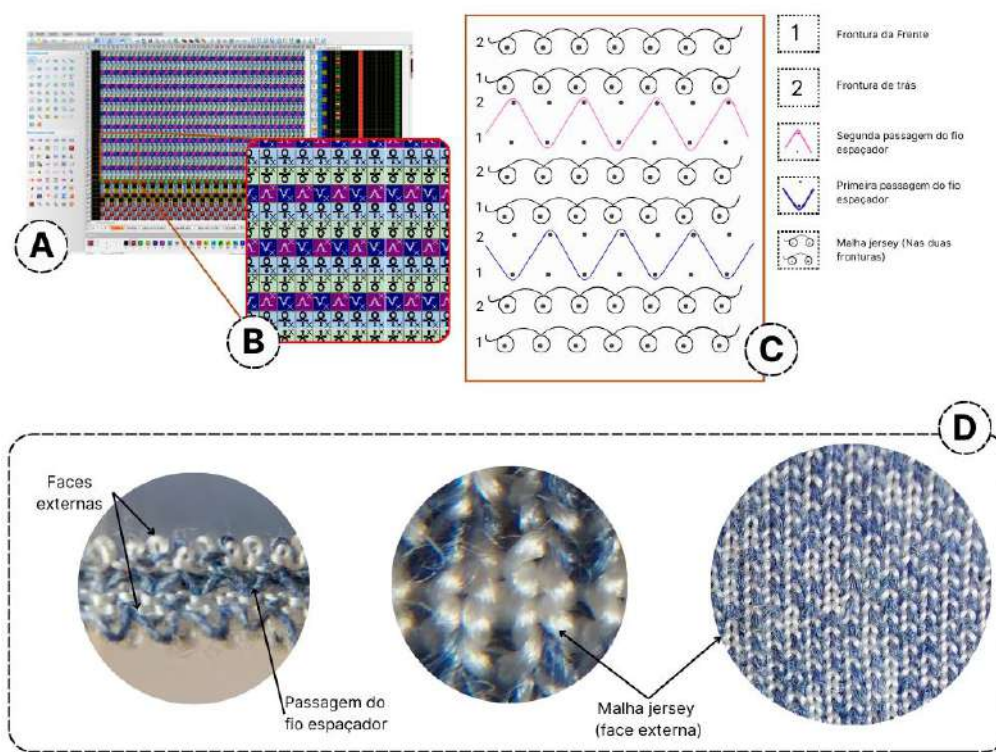 A
B
C
2
1
2
1
2
1
2
1
2
1
1 Frontura da Frente
2 Frontura de trás
Segunda passagem do fio
espaçador
Primeira passagem do fio
espaçador
Malha jersey (Nas duas
fronturas)
D
Faces
externas
Passagem do
fio espaçador
Malha jersey
(face externa)